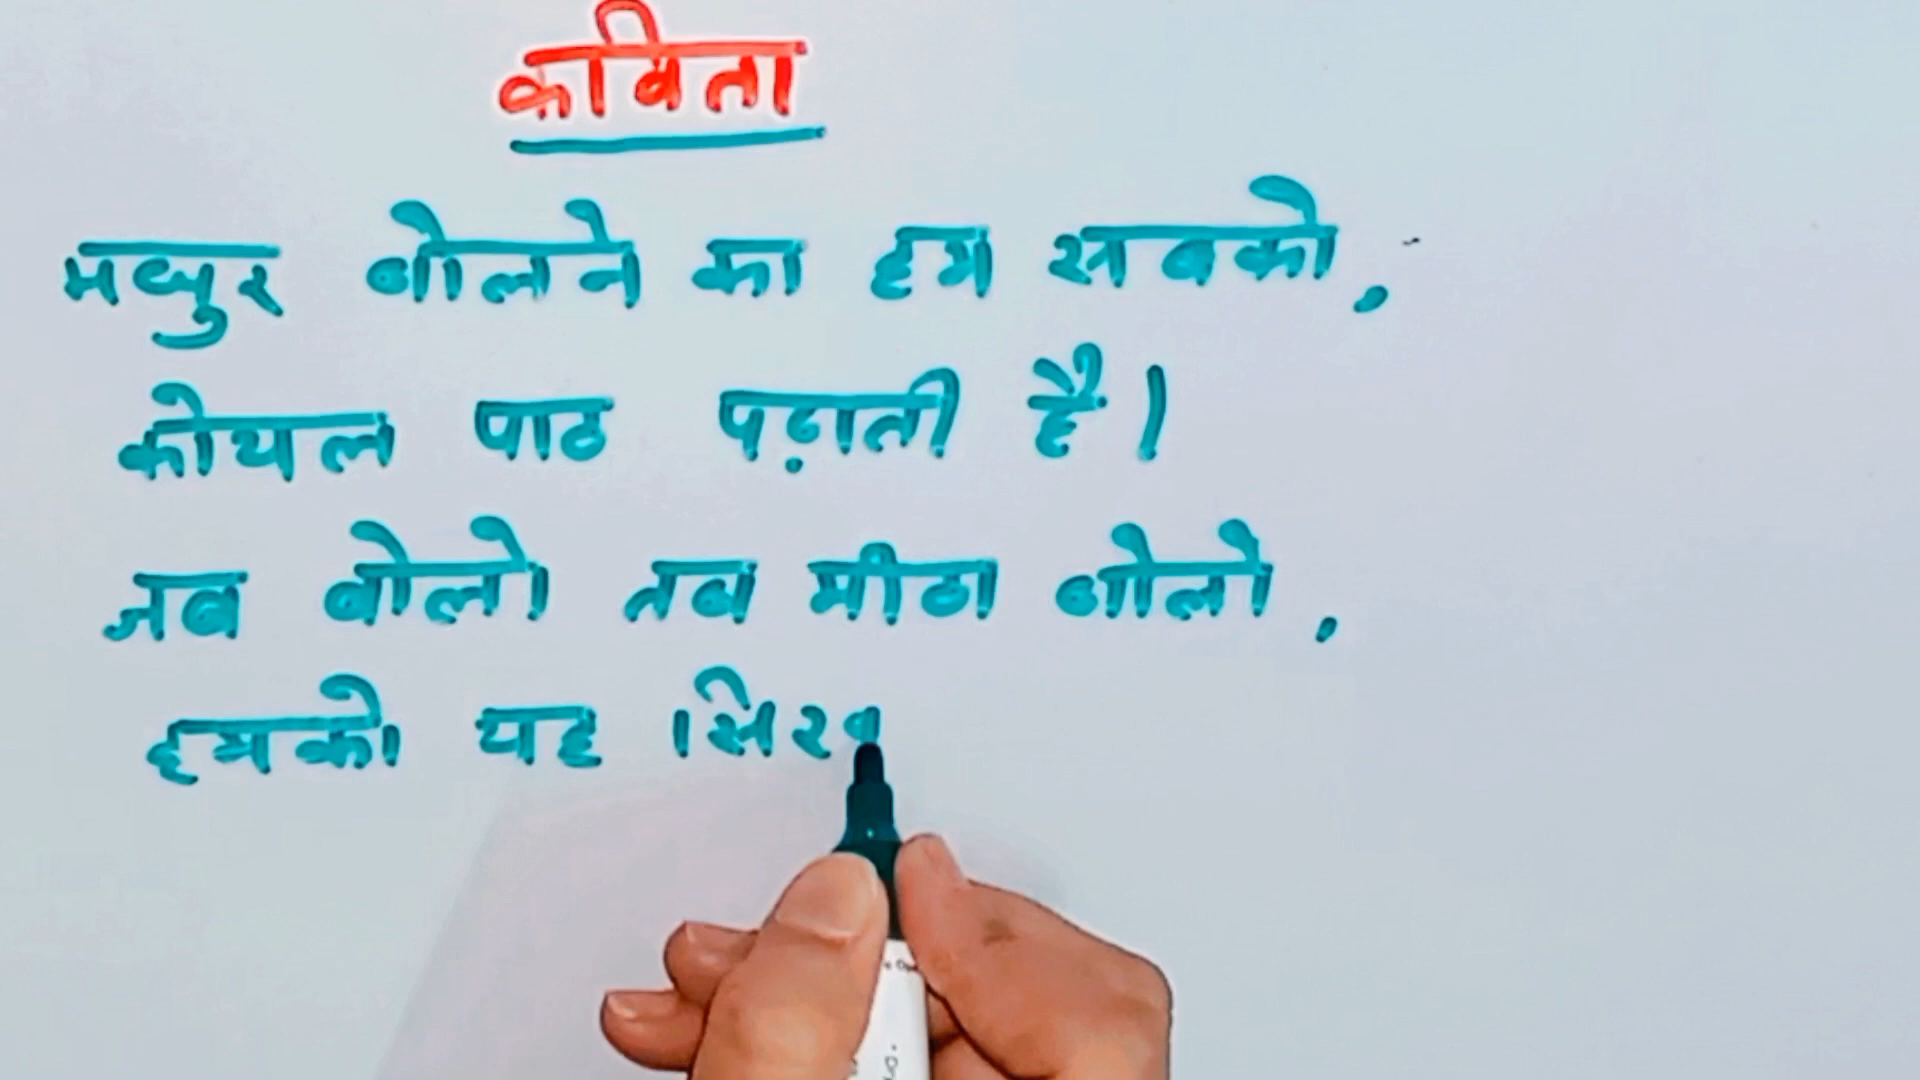 कविता
मधुर बोलने का हम सबको,
कोयल पाठ पढ़ाती है।
जब बोलो तब मीठा बोलो,
हमको यह सिख